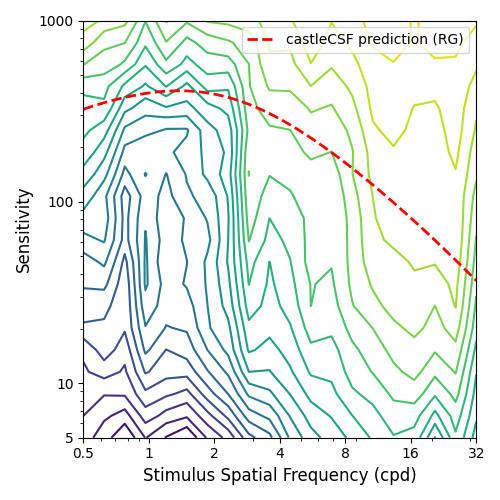 1000
castleCSF prediction (RG)
100
Sensitivity
10
5
0.5 1 2 4 8 16 32
Stimulus Spatial Frequency (cpd)